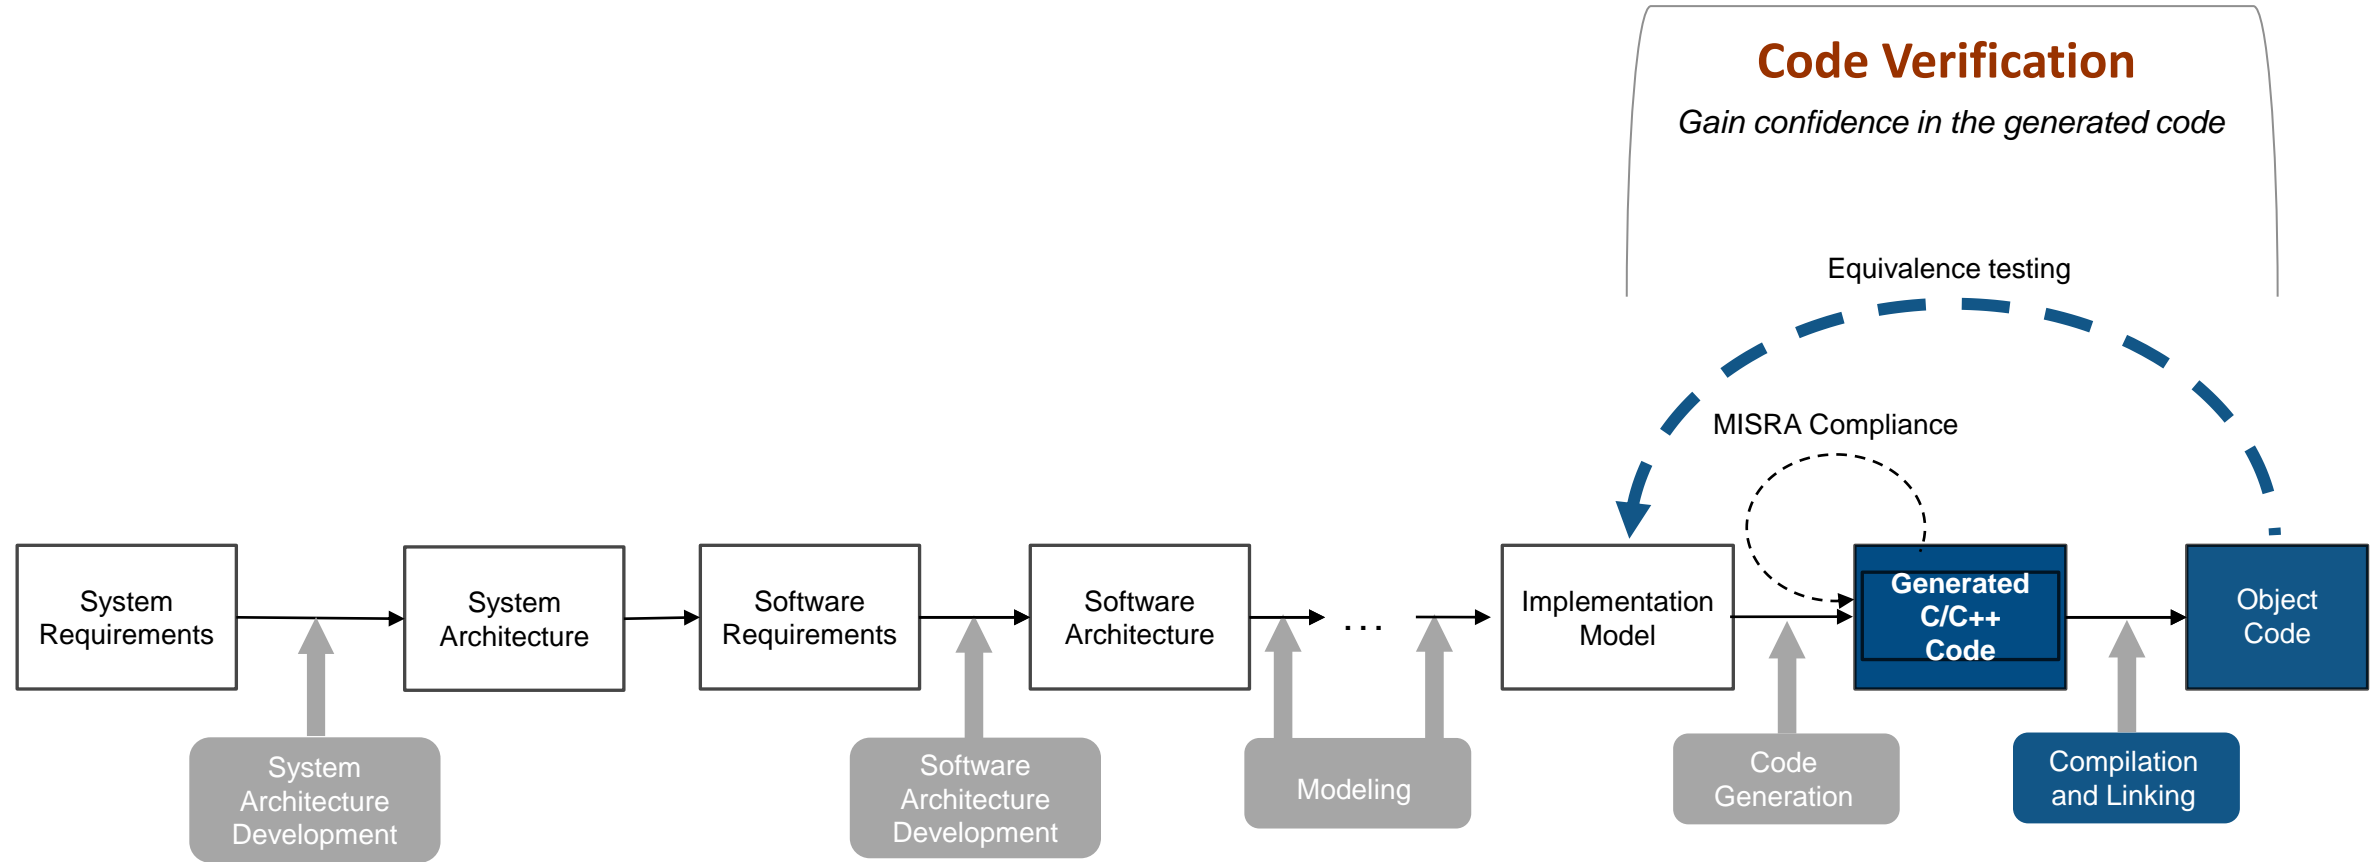 Code Verification
Gain confidence in the generated code
Equivalence testing
MISRA Compliance
System
Requirements
System
Architecture
Software
Requirements
Software
Architecture
...
Implementation
Model
Generated
C/C++
Code
Object
Code
System
Architecture
Development
Software
Architecture
Development
Modeling
Code
Generation
Compilation
and Linking